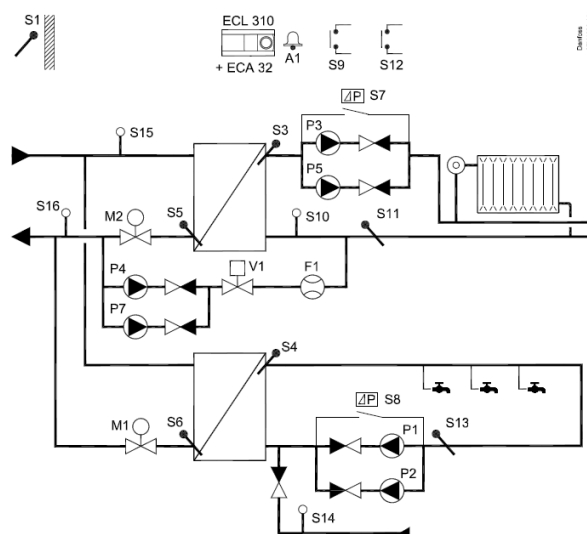 S1
ECL 310
+ ECA 32
A1
S9
S12
Danfoss
ΔP S7
S15
S3
P3
P5
S16
M2
S5
S10
S11
P4
V1
F1
P7
S4
ΔP S8
M1
S6
P1
S13
P2
S14